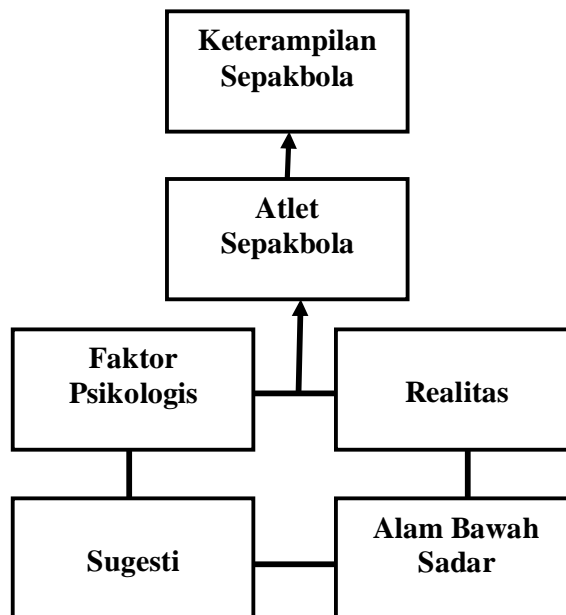 Keterampilan
Sepakbola
Atlet
Sepakbola
Faktor
Psikologis
Realitas
Sugesti
Alam Bawah
Sadar